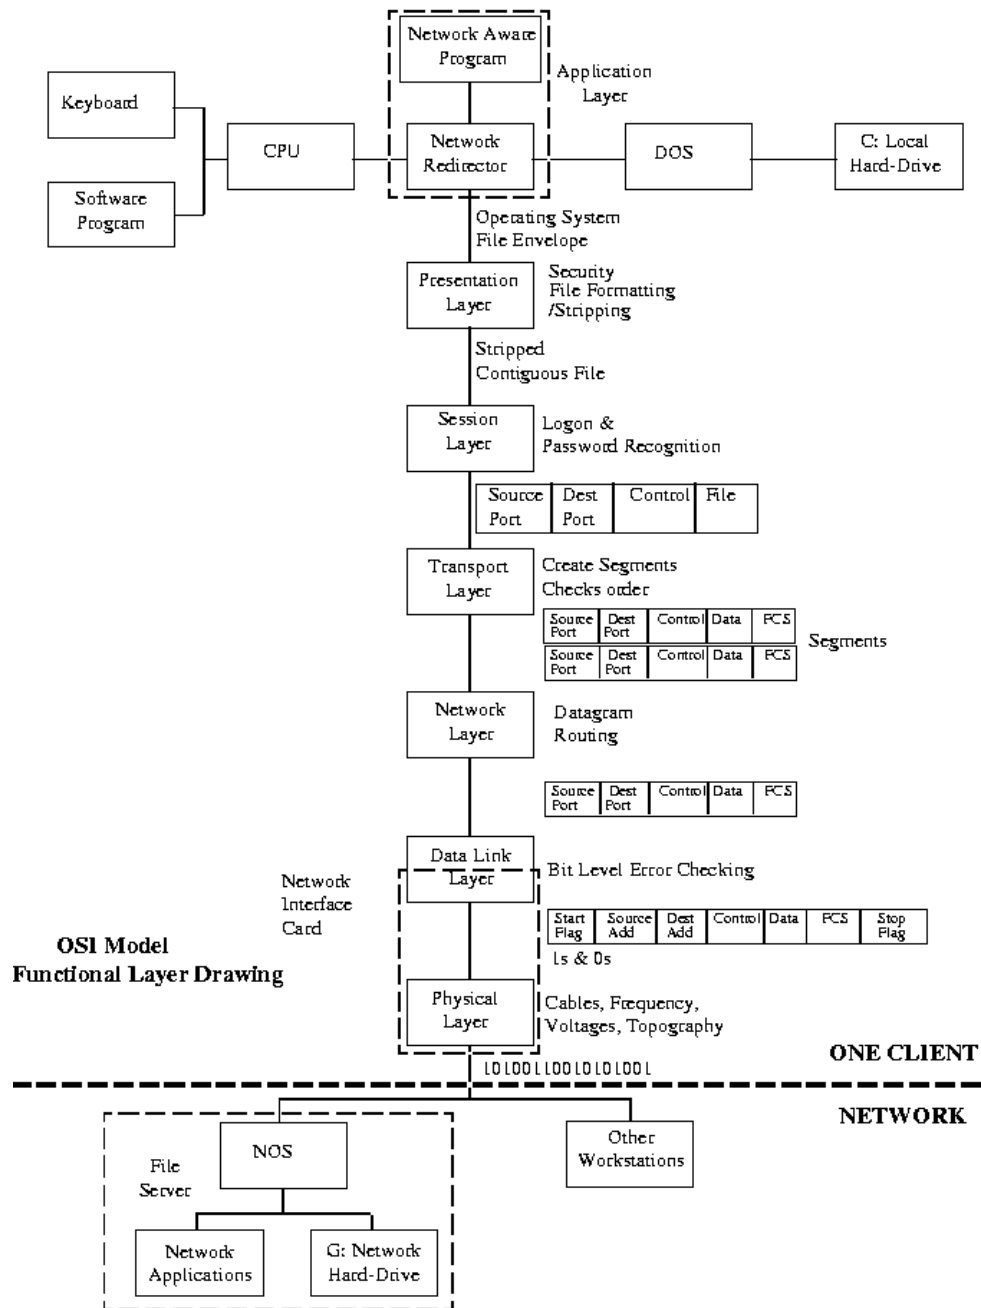 Network Aware
Program
Application
Layer
Keyboard
CPU
Network
Redirector
DOS
C: Local
Hard-Drive
Software
Program
Operating System
File Envelope
Presentation
Layer
Security
File Formatting
/Stripping
Stripped
Contiguous File
Session
Layer
Logon &
Password Recognition
Source Dest Control File
Port Port
Transport
Layer
Create Segments
Checks order
Source Dest Control Data FCS
Port Port
Segments
Source Dest Control Data FCS
Port Port
Network
Layer
Datagram
Routing
Source Dest Control Data FCS
Port Port
Data Link
Layer
Bit Level Error Checking
Network
Interface
Card
Start Source Dest Control Data FCS Stop
Flag Add Add Flag
1s & 0s
OSI Model
Functional Layer Drawing
Physical
Layer
Cables, Frequency,
Voltages, Topography
ONE CLIENT
1010011001010101001
NETWORK
NOS
Other
Workstations
File
Server
Network
Applications
G: Network
Hard-Drive